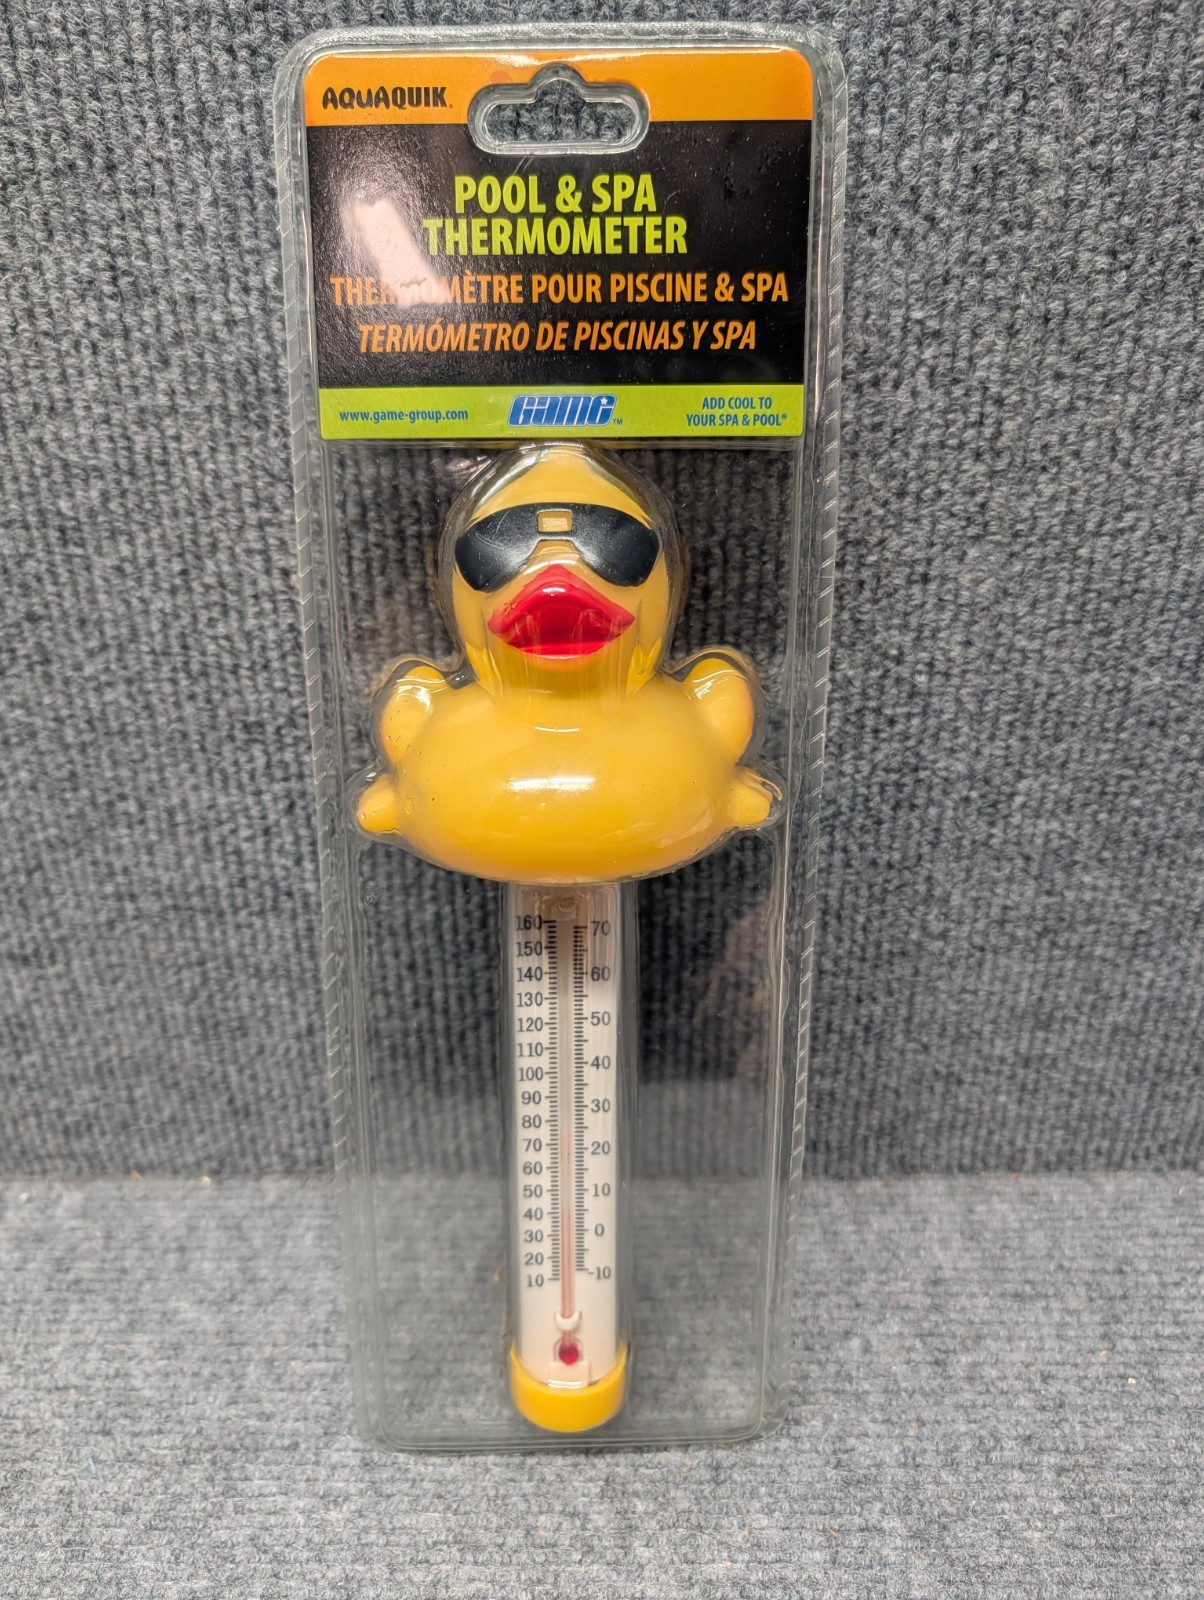 AQUAQUIK®
POOL & SPA
THERMOMETER
THERMOMÈTRE POUR PISCINE & SPA
TERMÓMETRO DE PISCINAS Y SPA
www.game-group.com
GAME™
ADD COOL TO
YOUR SPA & POOL®
160 70
150
140 60
130
120 50
110
100 40
90
80 30
70 20
60
50 10
40
30 0
20
10 -10